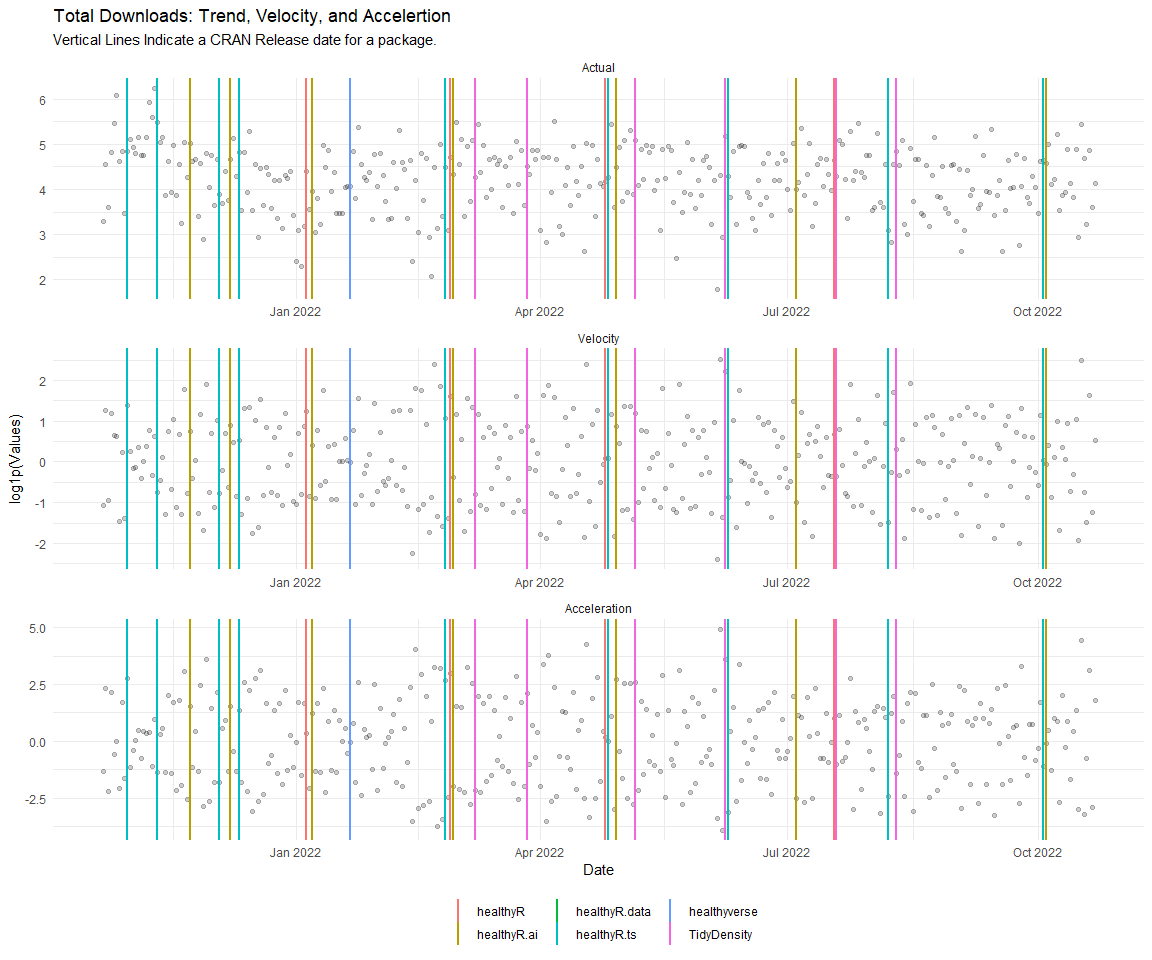 Total Downloads: Trend, Velocity, and Accelertion
Vertical Lines Indicate a CRAN Release date for a package.
Actual
6
5
4
3
2
Jan 2022 Apr 2022 Jul 2022 Oct 2022
Velocity
log1p(Values)
2
1
0
-1
-2
Jan 2022 Apr 2022 Jul 2022 Oct 2022
Acceleration
5.0
2.5
0.0
-2.5
Jan 2022 Apr 2022 Jul 2022 Oct 2022
Date
healthyR healthyR.data healthyverse
healthyR.ai healthyR.ts TidyDensity